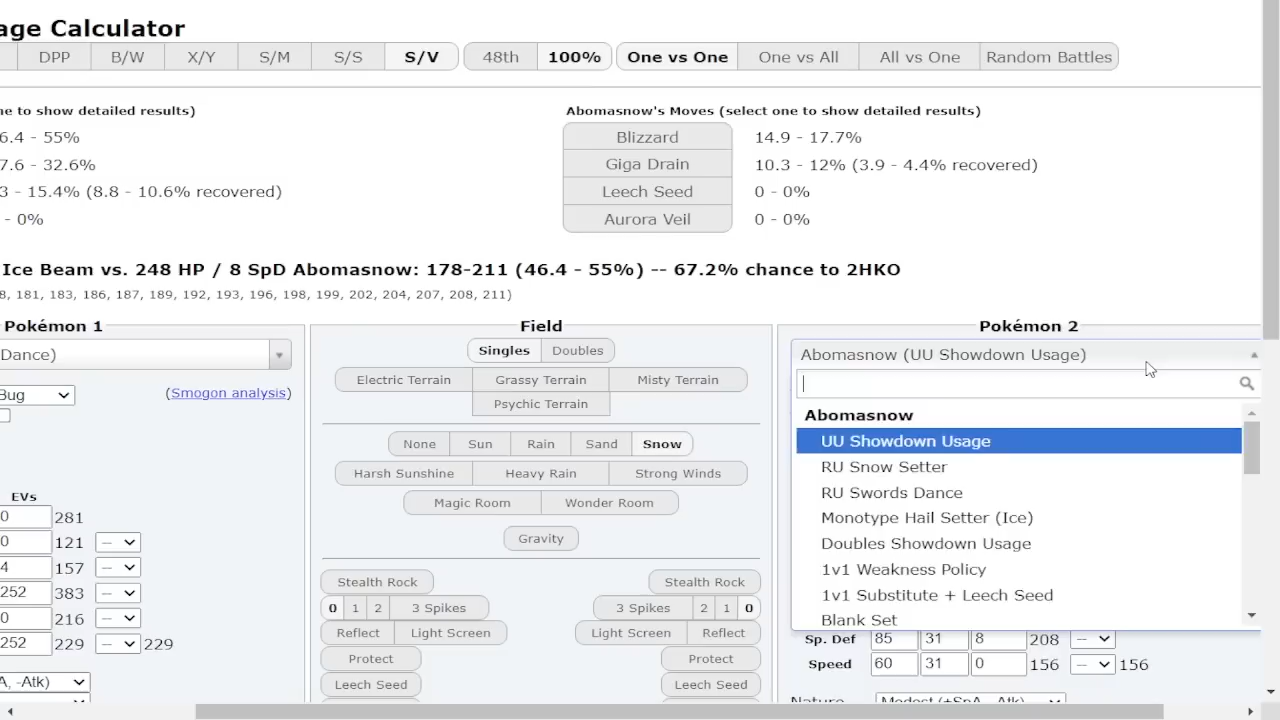 age Calculator
DPP B/W X/Y S/M S/S S/V 48th 100% One vs One One vs All All vs One Random Battles
ne to show detailed results)
Abomasnow's Moves (select one to show detailed results)
6.4 - 55%
Blizzard 14.9 - 17.7%
7.6 - 32.6%
Giga Drain 10.3 - 12% (3.9 - 4.4% recovered)
3 - 15.4% (8.8 - 10.6% recovered)
Leech Seed 0 - 0%
- 0%
Aurora Veil 0 - 0%
Ice Beam vs. 248 HP / 8 SpD Abomasnow: 178-211 (46.4 - 55%) -- 67.2% chance to 2HKO
8, 181, 183, 186, 187, 189, 192, 193, 196, 198, 199, 202, 204, 207, 208, 211)
Pokémon 1
Dance)
Bug
(Smogon analysis)
EVs
0 281
0 121 --
4 157 --
252 383 --
0 216 --
252 229 -- 229
A, -Atk)
Field
Singles Doubles
Electric Terrain Grassy Terrain Misty Terrain
Psychic Terrain
None Sun Rain Sand Snow
Harsh Sunshine Heavy Rain Strong Winds
Magic Room Wonder Room
Gravity
Stealth Rock Stealth Rock
0 1 2 3 Spikes 3 Spikes 2 1 0
Reflect Light Screen Light Screen Reflect
Protect Protect
Leech Seed Leech Seed
Pokémon 2
Abomasnow (UU Showdown Usage)
Abomasnow
UU Showdown Usage
RU Snow Setter
RU Swords Dance
Monotype Hail Setter (Ice)
Doubles Showdown Usage
1v1 Weakness Policy
1v1 Substitute + Leech Seed
Blank Set
Sp. Def 85 31 8 208 --
Speed 60 31 0 156 -- 156
Nature Modest (+SpA, -Atk)